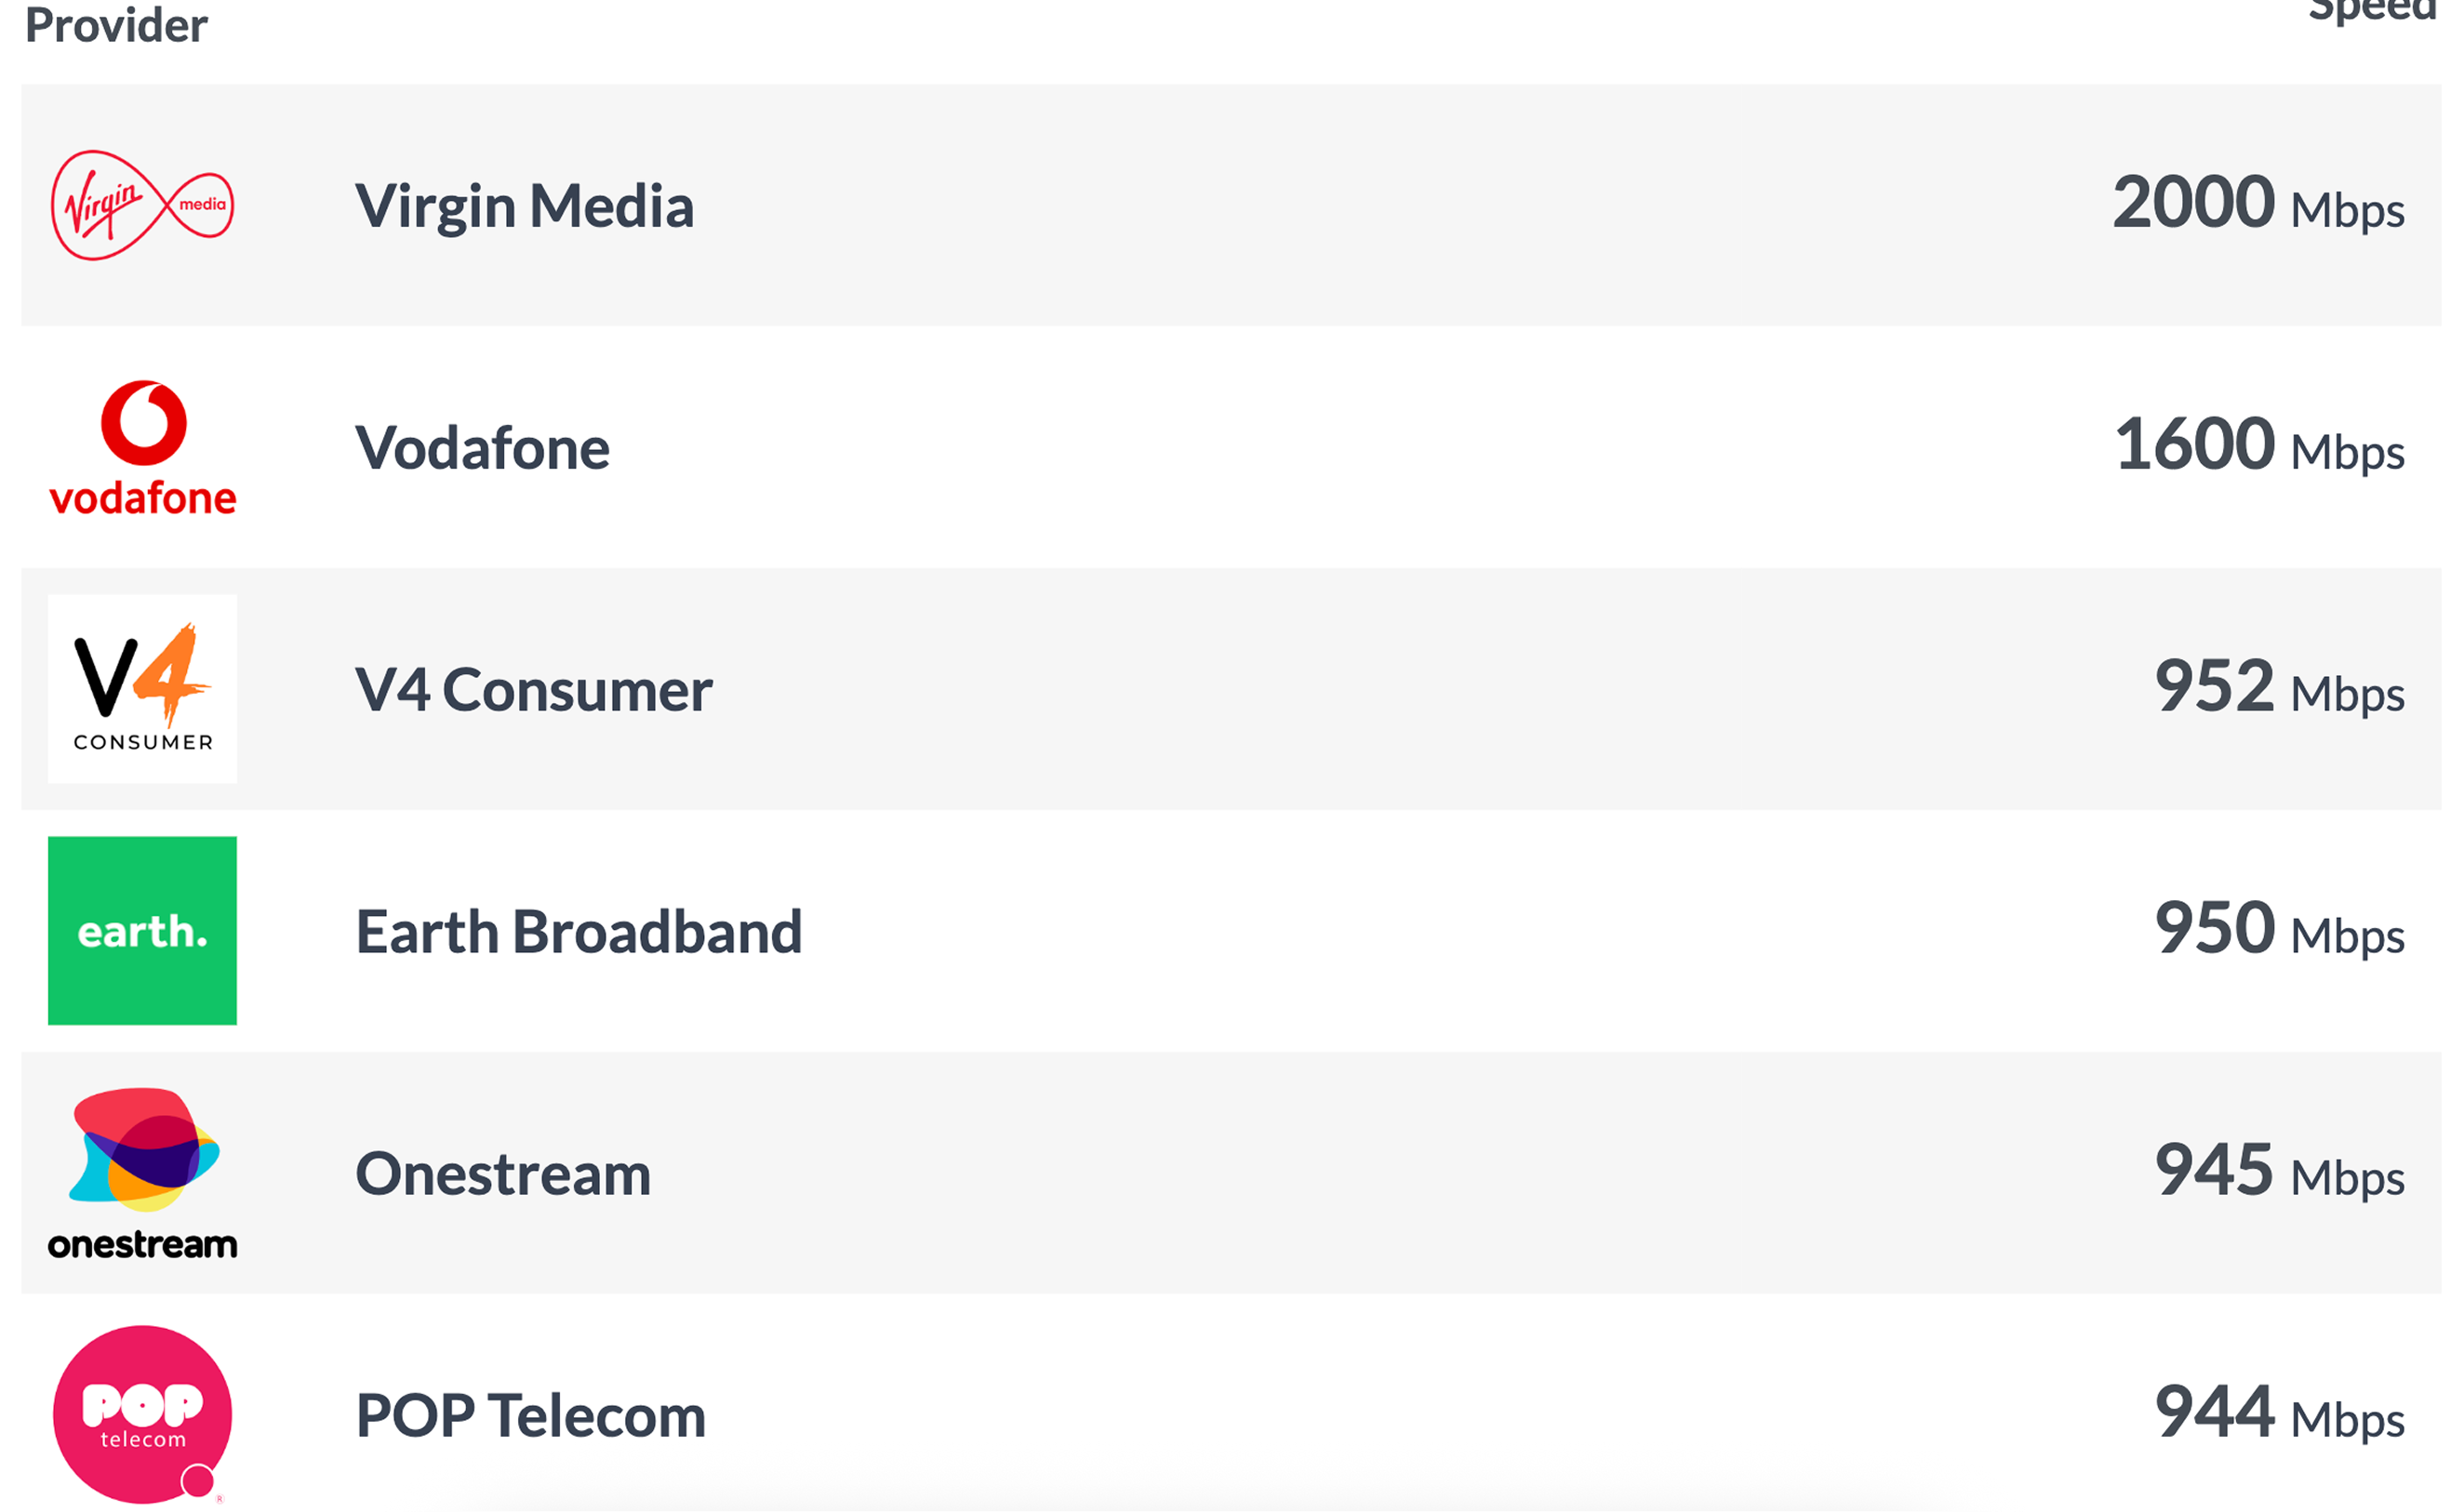 Provider Speed
Virgin media Virgin Media 2000 Mbps
vodafone Vodafone 1600 Mbps
V4 CONSUMER V4 Consumer 952 Mbps
earth. Earth Broadband 950 Mbps
onestream Onestream 945 Mbps
POP telecom ® POP Telecom 944 Mbps